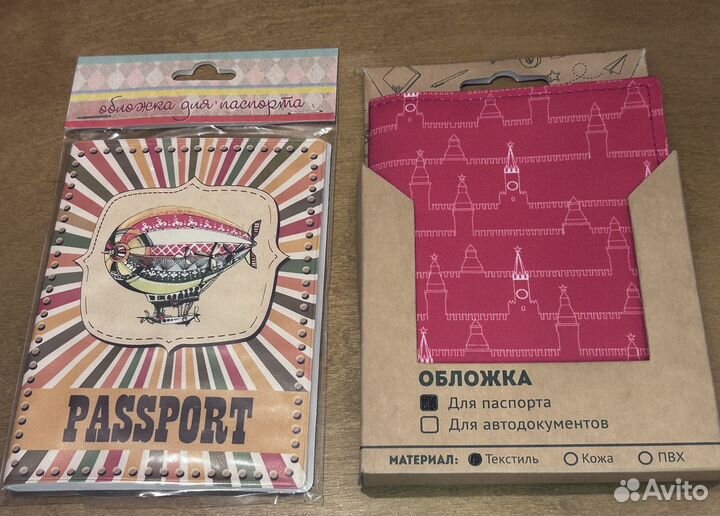 обложка для паспорта
PASSPORT
ОБЛОЖКА
Для паспорта
Для автодокументов
МАТЕРИАЛ: Текстиль Кожа ПВХ
Avito